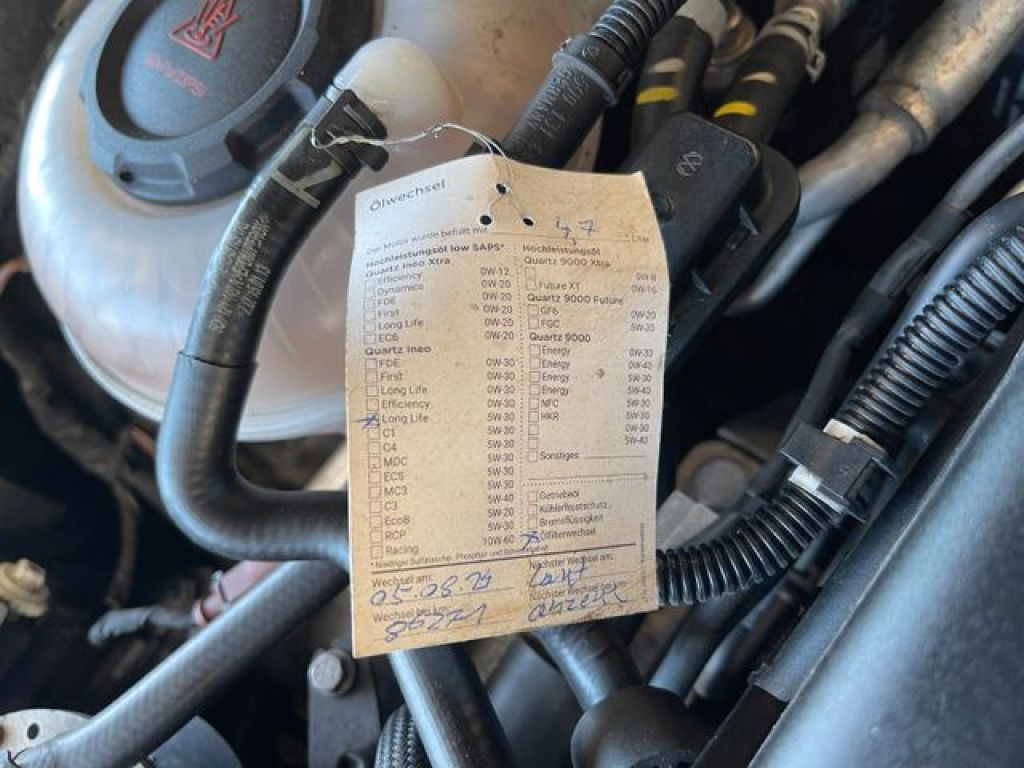 Ölwechsel
Der Motor wurde befüllt mit 4,7 Liter
Hochleistungsöl low SAPS*
Quartz Ineo Xtra
Efficiency 0W-12
Dynamics 0W-20
FDE 0W-20
First 0W-20
Long Life 0W-20
EC6 0W-20
Quartz Ineo
FDE 0W-30
First 0W-30
Long Life 0W-30
Efficiency 0W-30
Long Life 5W-30
C1 5W-30
C4 5W-30
MDC 5W-30
ECS 5W-30
MC3 5W-30
C3 5W-40
EcoB 5W-20
RCP 5W-30
Racing 10W-60
Hochleistungsöl
Quartz 9000 Xtra
0W-8
Future XT 0W-16
Quartz 9000 Future
GF6 0W-20
FGC 5W-30
Quartz 9000
Energy 0W-30
Energy 0W-40
Energy 5W-30
Energy 5W-40
NFC 5W-30
HKR 5W-30
0W-30
5W-40
Sonstiges
Getriebeöl
Kühlerfrostschutz
Bremsflüssigkeit
Ölfilterwechsel
Wechsel am:
Nächster Wechsel am:
Laut
Wechsel bei km:
Nächster Wechsel bei km:
Anzeige